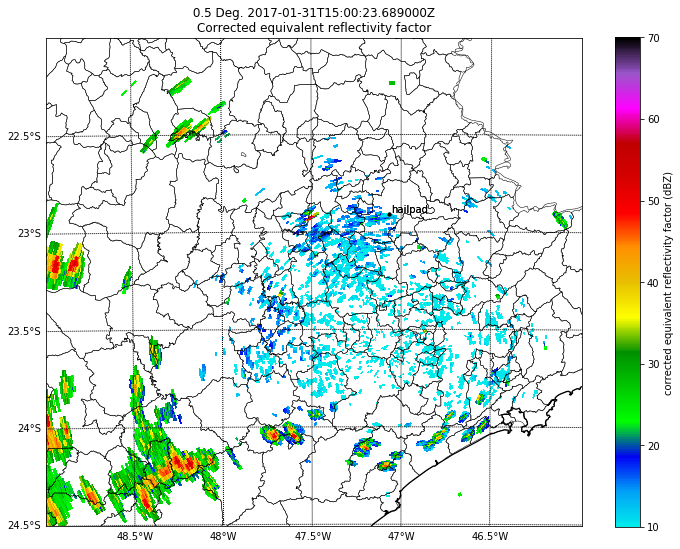 0.5 Deg. 2017-01-31T15:00:23.689000Z
Corrected equivalent reflectivity factor
70
60
50
40
30
20
10
corrected equivalent reflectivity factor (dBZ)
hailpad
22.5°S
23°S
23.5°S
24°S
24.5°S
48.5°W
48°W
47.5°W
47°W
46.5°W